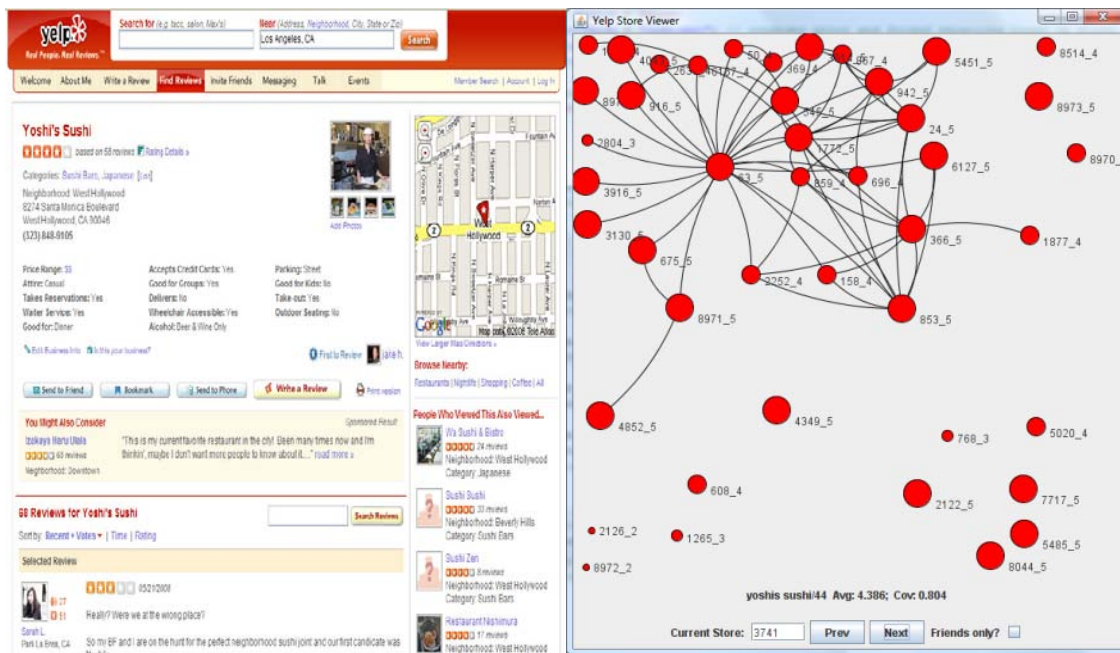 yelp
Real People. Real Reviews.™
Search for (e.g. taco, salon, Max's)
Near (Address, Neighborhood, City, State or Zip)
Los Angeles, CA
Search
Welcome About Me Write a Review Find Reviews Invite Friends Messaging Talk Events
Member Search | Account | Log In
Yoshi's Sushi
based on 68 reviews Rating Details »
Categories: Sushi Bars, Japanese
Neighborhood: West Hollywood
8274 Santa Monica Boulevard
West Hollywood, CA 90046
(323) 848-9105
Add Photos
Price Range: $$
Attire: Casual
Takes Reservations: Yes
Waiter Service: Yes
Good for: Dinner
Accepts Credit Cards: Yes
Good for Groups: Yes
Delivers: No
Wheelchair Accessible: Yes
Alcohol: Beer & Wine Only
Parking: Street
Good for Kids: No
Take-out: Yes
Outdoor Seating: No
Edit Business Info Is this your business?
First to Review
Send to Friend Bookmark Send to Phone Write a Review Print version
You Might Also Consider
Sponsored Result
Izakaya Haru Ulala
60 reviews
Neighborhood: Downtown
"This is my current favorite restaurant in the city! Been many times now and I'm
thinkin', maybe I don't want more people to know about it...." read more »
68 Reviews for Yoshi's Sushi
Search Reviews
Sort by: Recent Votes | Time | Rating
Selected Review
Sarah L.
Park La Brea, CA
Really? Were we at the wrong place?
So my BF and I are on the hunt for the perfect neighborhood sushi joint and our first candidate was
West
Hollywood
Google
View Larger Map/Directions »
Browse Nearby:
Restaurants | Nightlife | Shopping | Coffee | All
People Who Viewed This Also Viewed...
Wa Sushi & Bistro
24 reviews
Neighborhood: West Hollywood
Category: Japanese
Sushi Sushi
33 reviews
Neighborhood: Beverly Hills
Category: Sushi Bars
Sushi Zen
8 reviews
Neighborhood: West Hollywood
Category: Sushi Bars
Restaurant Nishimura
17 reviews
Neighborhood: West Hollywood
Yelp Store Viewer
50_4
369_4
5451_5
8514_4
916_5
942_5
8973_5
24_5
2804_3
1772_5
8970_
6127_5
63_5
859_4
696_4
3916_5
3130_5
366_5
1877_4
675_5
2252_4
158_4
8971_5
853_5
4852_5
4349_5
768_3
5020_4
608_4
2122_5
7717_5
2126_2
1265_3
5485_5
8972_2
8044_5
yoshis sushi/44 Avg: 4.386; Cov: 0.804
Current Store: 3741 Prev Next Friends only?